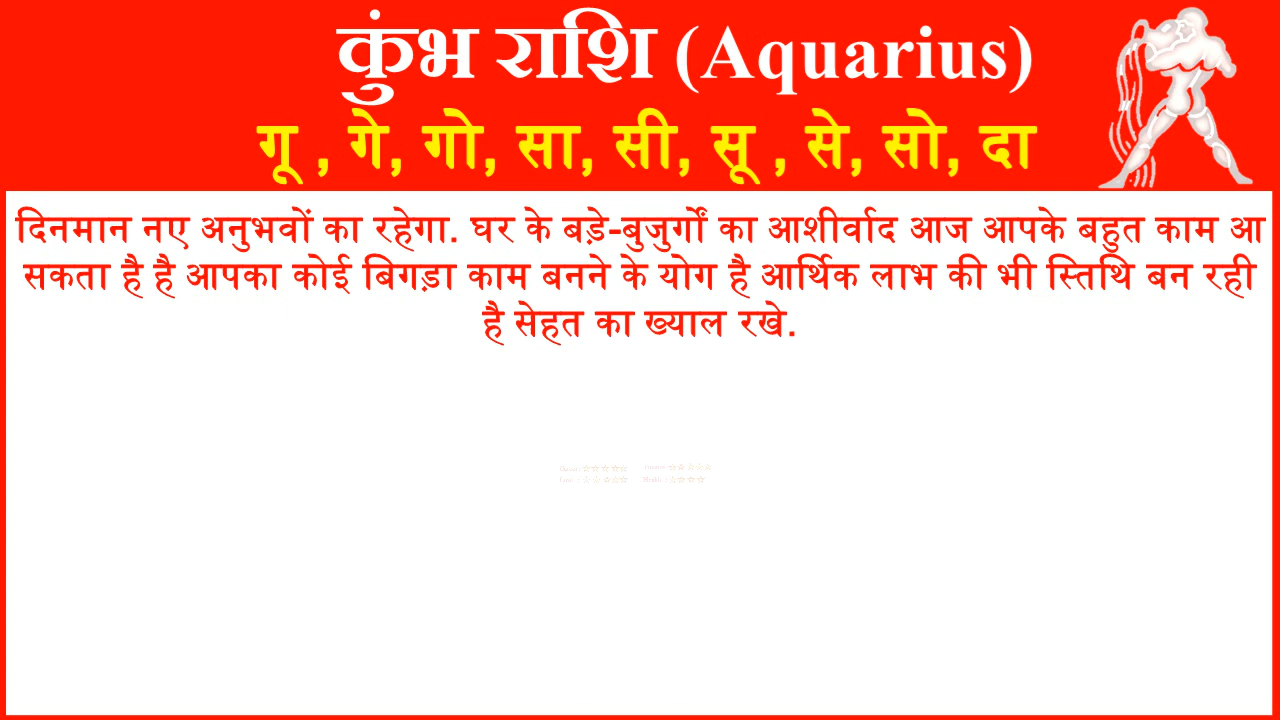 कुंभ राशि (Aquarius)
गू , गे, गो, सा, सी, सू , से, सो, दा
दिनमान नए अनुभवों का रहेगा. घर के बड़े-बुजुर्गों का आशीर्वाद आज आपके बहुत काम आ
सकता है है आपका कोई बिगड़ा काम बनने के योग है आर्थिक लाभ की भी स्तिथि बन रही
है सेहत का ख्याल रखे.